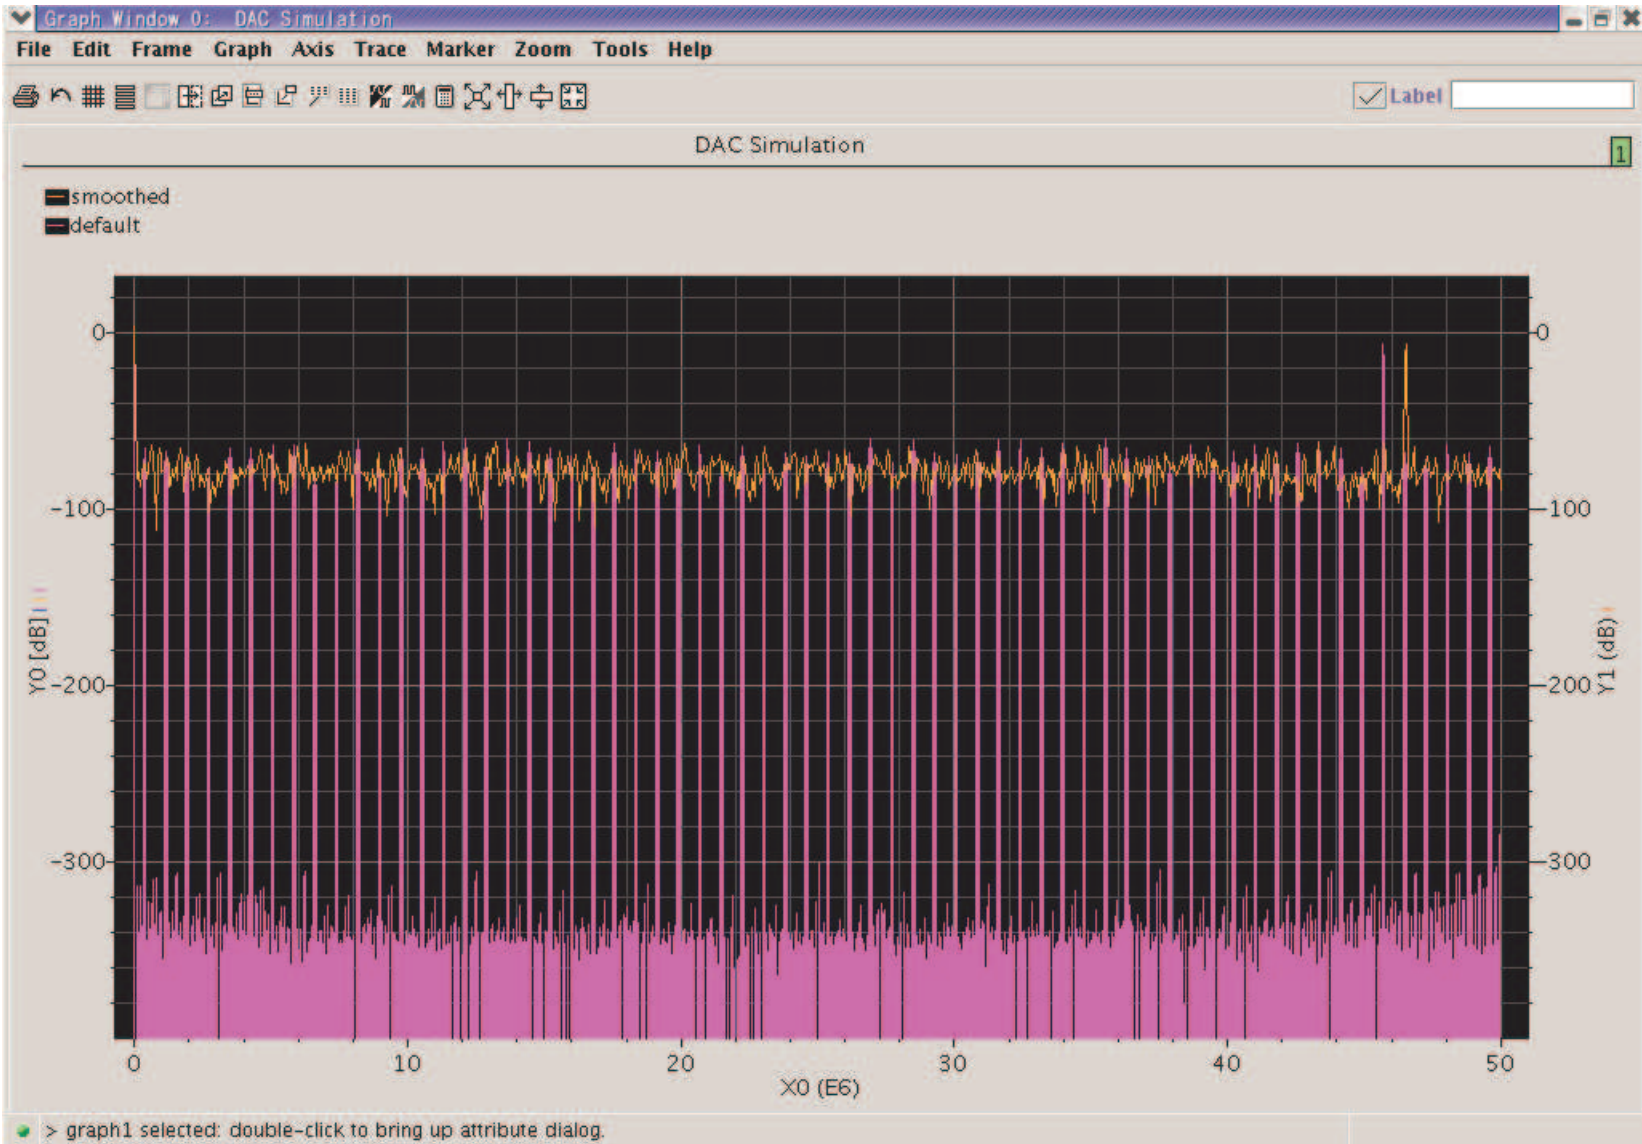 Graph Window 0: DAC Simulation
File Edit Frame Graph Axis Trace Marker Zoom Tools Help
Label
DAC Simulation
1
smoothed
default
0
-100
-200
-300
Y0 [dB]
0
-100
-200
-300
Y1 (dB)
0 10 20 30 40 50
X0 (E6)
> graph1 selected: double-click to bring up attribute dialog.